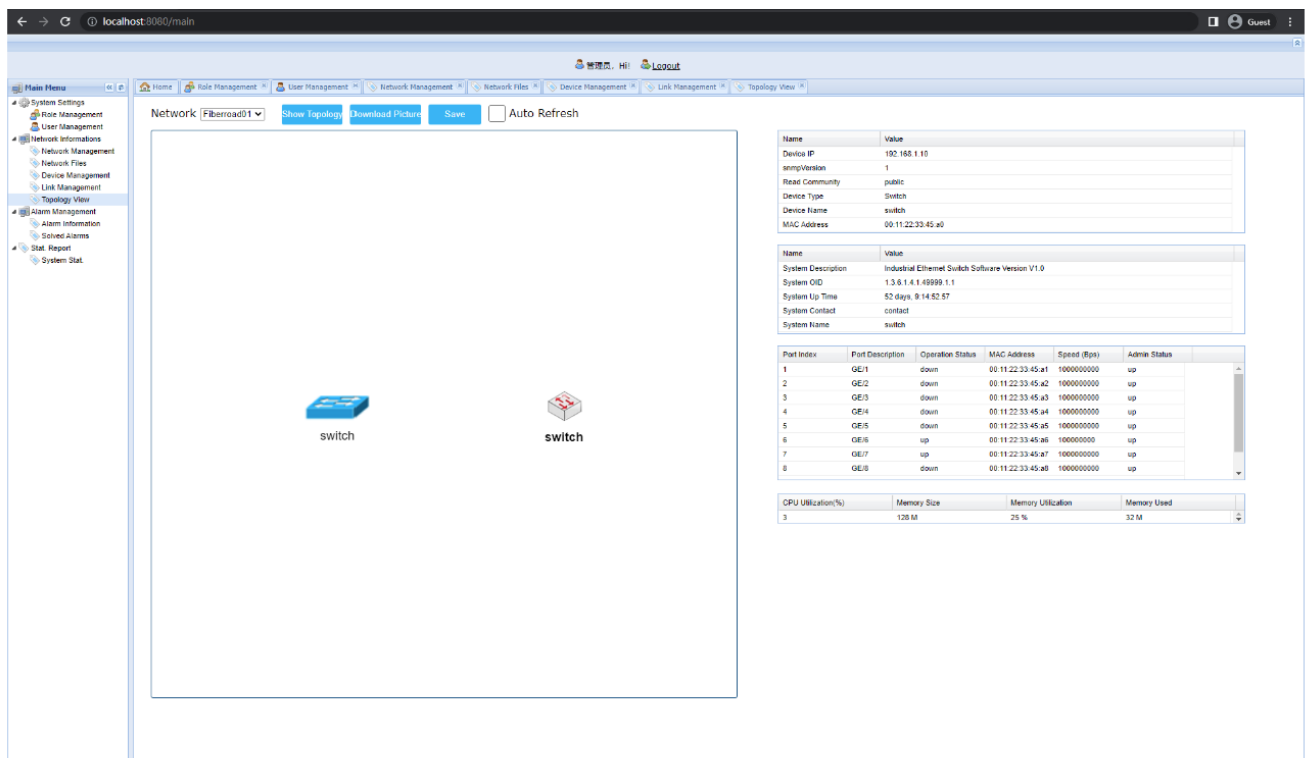 localhost:8080/main
Guest
管理员, Hi! Logout
Main Menu
Home Role Management User Management Network Management Network Files Device Management Link Management Topology View
System Settings
Role Management
User Management
Network Informations
Network Management
Network Files
Device Management
Link Management
Topology View
Alarm Management
Alarm Information
Solved Alarms
Stat. Report
System Stat.
Network Fiberroad01 Show Topology Download Picture Save Auto Refresh
switch
switch
Name Value
Device IP 192.168.1.10
snmpVersion 1
Read Community public
Device Type Switch
Device Name switch
MAC Address 00:11:22:33:45:a0
Name Value
System Description Industrial Ethernet Switch Software Version V1.0
System OID 1.3.6.1.4.1.49999.1.1
System Up Time 52 days, 9:14:52.57
System Contact contact
System Name switch
Port Index Port Description Operation Status MAC Address Speed (Bps) Admin Status
1 GE/1 down 00:11:22:33:45:a1 1000000000 up
2 GE/2 down 00:11:22:33:45:a2 1000000000 up
3 GE/3 down 00:11:22:33:45:a3 1000000000 up
4 GE/4 down 00:11:22:33:45:a4 1000000000 up
5 GE/5 down 00:11:22:33:45:a5 1000000000 up
6 GE/6 up 00:11:22:33:45:a6 100000000 up
7 GE/7 up 00:11:22:33:45:a7 1000000000 up
8 GE/8 down 00:11:22:33:45:a8 1000000000 up
CPU Utilization(%) Memory Size Memory Utilization Memory Used
3 128 M 25 % 32 M